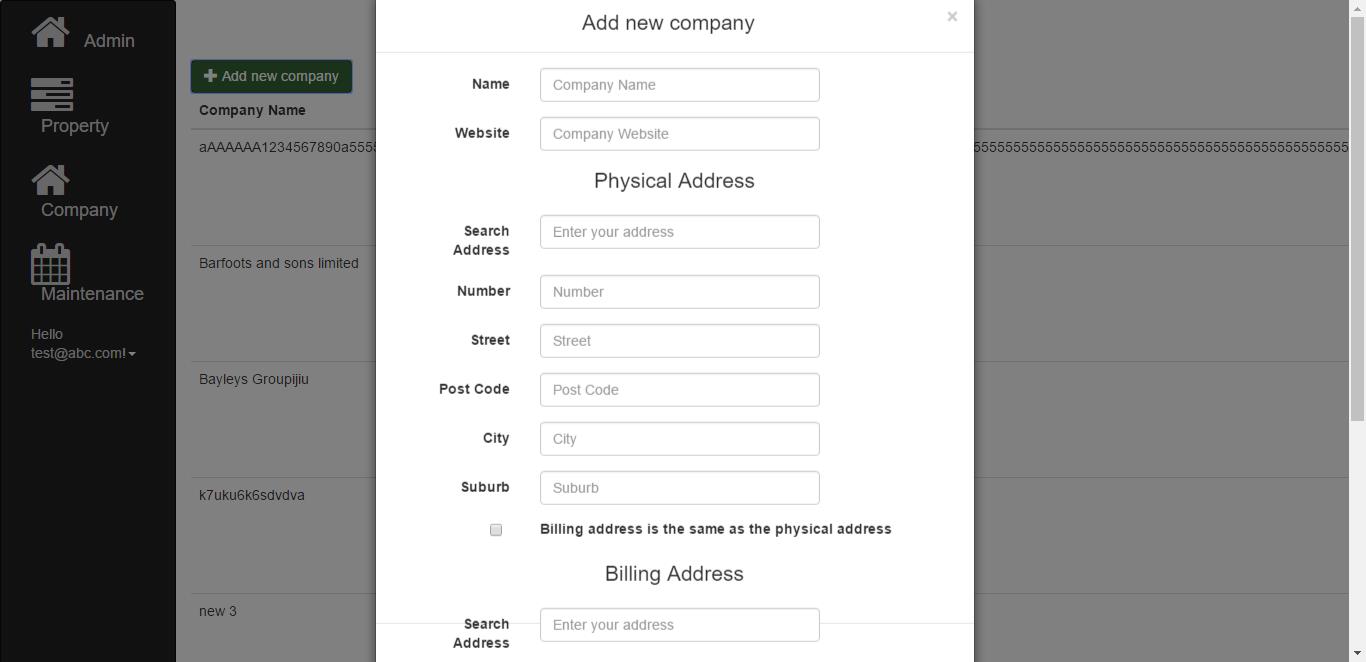 Admin
Property
Company
Maintenance
Hello
test@abc.com!
Add new company
Company Name
Barfoots and sons limited
Bayleys Groupijiu
k7uku6k6sdvdva
new 3
Add new company
×
Name
Company Name
Website
Company Website
Physical Address
Search Address
Enter your address
Number
Number
Street
Street
Post Code
Post Code
City
City
Suburb
Suburb
Billing address is the same as the physical address
Billing Address
Search Address
Enter your address